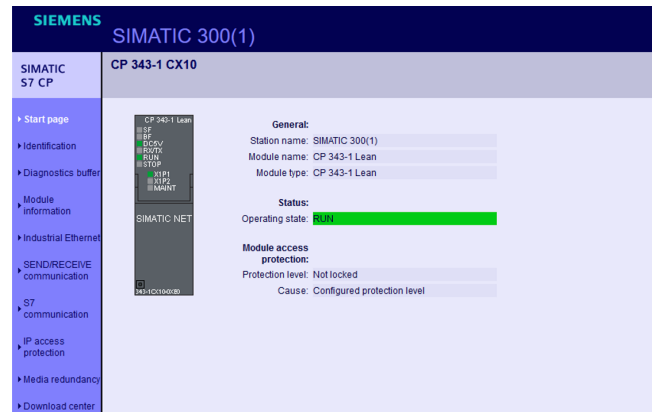 SIEMENS
SIMATIC 300(1)
SIMATIC
S7 CP
CP 343-1 CX10
Start page
Identification
Diagnostics buffer
Module
information
Industrial Ethernet
SEND/RECEIVE
communication
S7
communication
IP access
protection
Media redundancy
Download center
CP 343-1 Lean
SF
BF
DC5V
RX/TX
RUN
STOP
X1P1
X1P2
MAINT
SIMATIC NET
343-1CX10-0XE0
General:
Station name: SIMATIC 300(1)
Module name: CP 343-1 Lean
Module type: CP 343-1 Lean
Status:
Operating state: RUN
Module access
protection:
Protection level: Not locked
Cause: Configured protection level